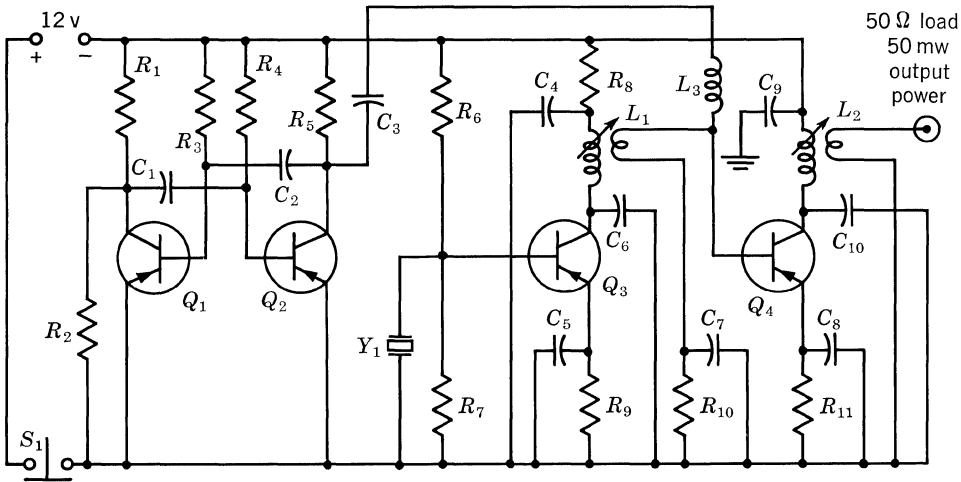 12 v
+ −
50 Ω load
50 mw
output
power
R1
R3
R4
R5
C3
R6
C4
R8
L1
L3
C9
L2
C1
C2
R2
Q1
Q2
C6
Q3
C10
Q4
Y1
C5
C7
C8
R7
R9
R10
R11
S1